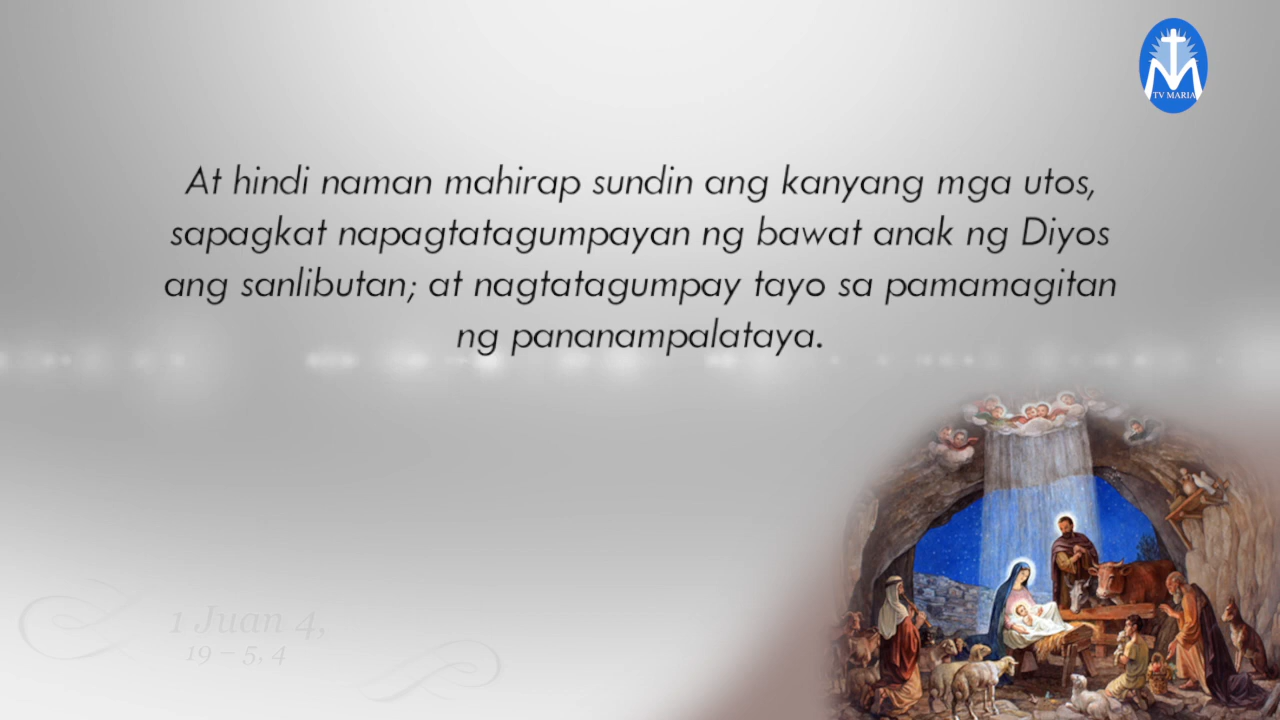 TV MARIA
At hindi naman mahirap sundin ang kanyang mga utos,
sapagkat napagtatagumpayan ng bawat anak ng Diyos
ang sanlibutan; at nagtatagumpay tayo sa pamamagitan
ng pananampalataya.
1 Juan 4,
19 – 5, 4